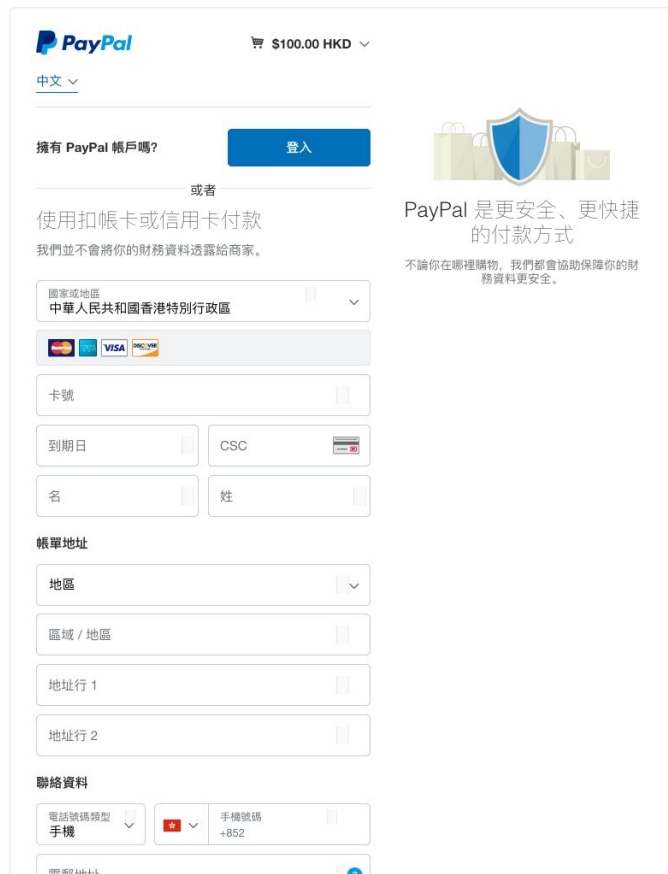 PayPal
$100.00 HKD
中文
擁有 PayPal 帳戶嗎?
登入
或者
使用扣帳卡或信用卡付款
我們並不會將你的財務資料透露給商家。
國家或地區
中華人民共和國香港特別行政區
VISA
卡號
到期日
CSC
名
姓
帳單地址
地區
區域 / 地區
地址行 1
地址行 2
聯絡資料
電話號碼類型
手機
手機號碼
+852
PayPal 是更安全、更快捷
的付款方式
不論你在哪裡購物，我們都會協助保障你的財
務資料更安全。